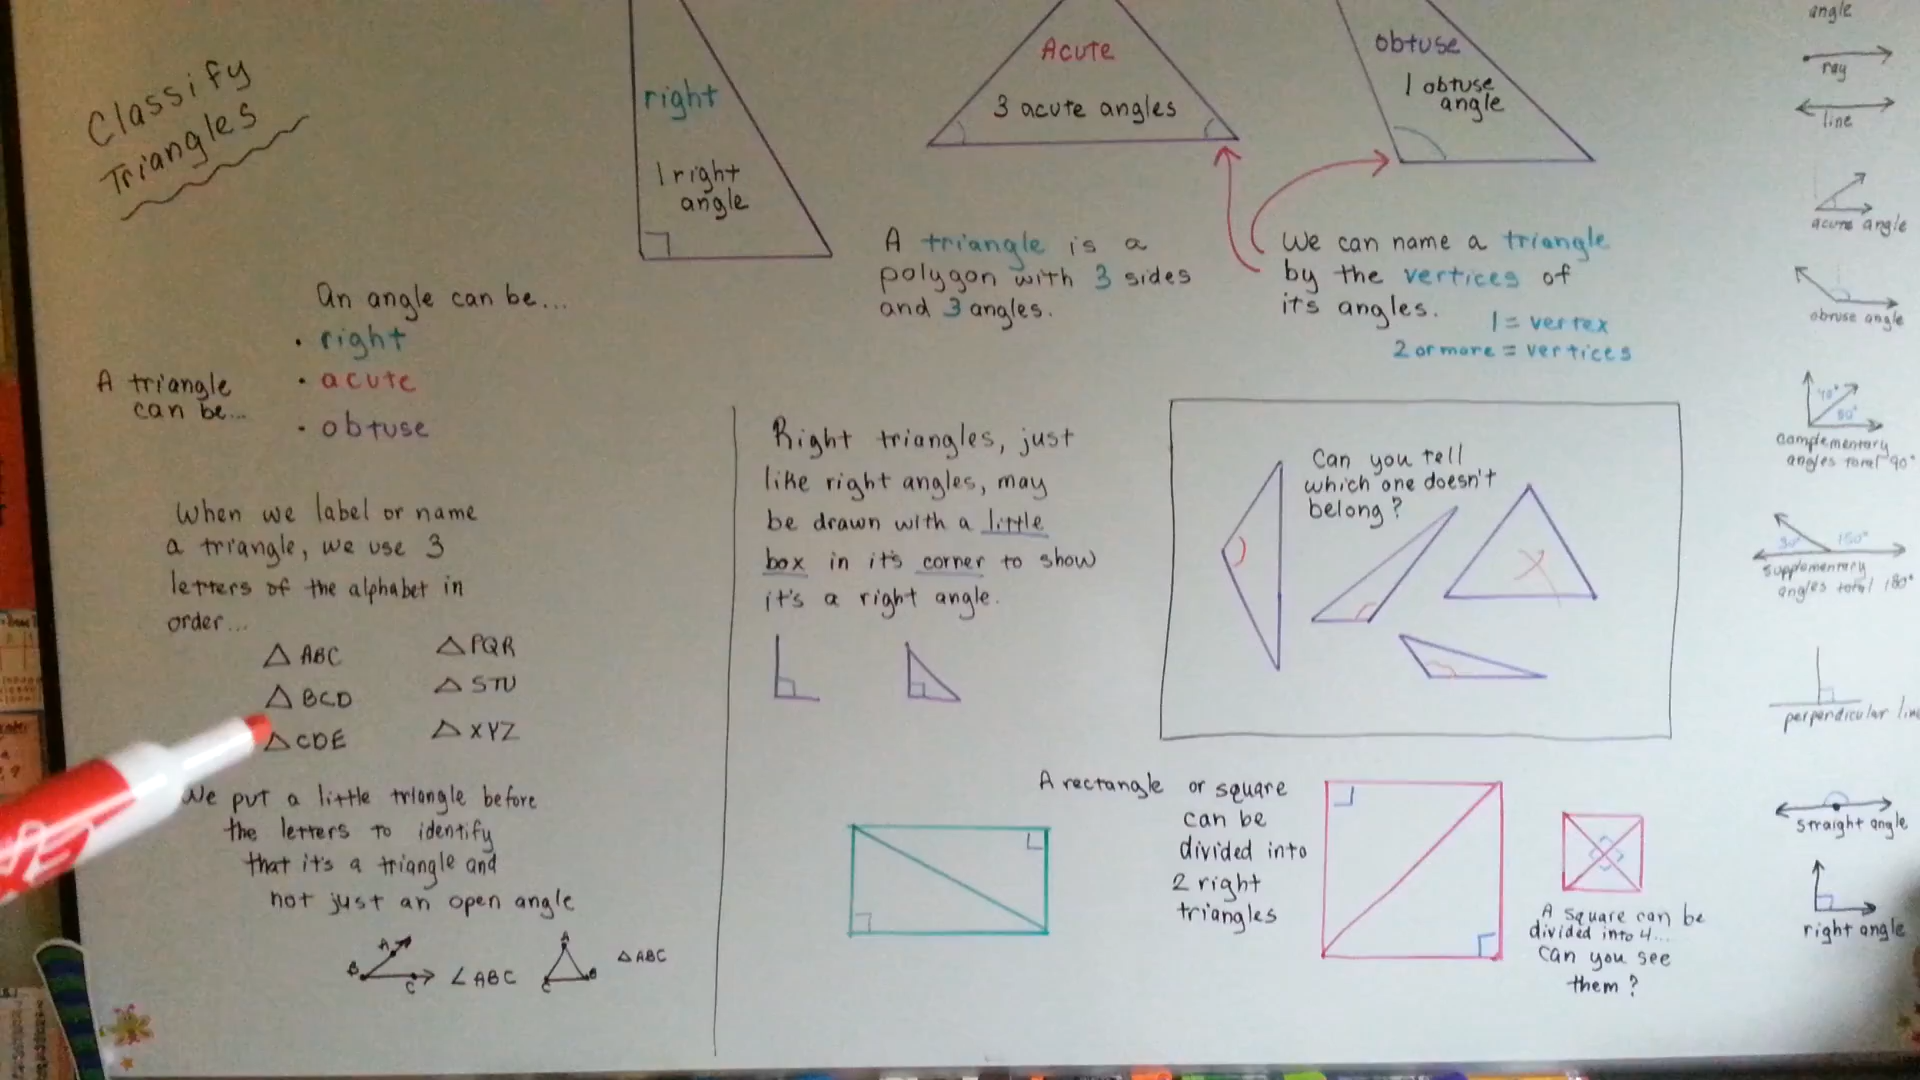 Classify
Triangles
right
1 right
angle
Acute
3 acute angles
obtuse
1 obtuse
angle
A triangle is a
polygon with 3 sides
and 3 angles.
We can name a triangle
by the vertices of
its angles.
1 = vertex
2 or more = vertices
An angle can be...
• right
• acute
• obtuse
A triangle
can be...
When we label or name
a triangle, we use 3
letters of the alphabet in
order...
△ ABC
△ BCD
△ CDE
△ PQR
△ STU
△ XYZ
We put a little triangle before
the letters to identify
that it's a triangle and
not just an open angle
A
B
C
∠ ABC
A
C
B
△ ABC
Right triangles, just
like right angles, may
be drawn with a little
box in it's corner to show
it's a right angle.
Can you tell
which one doesn't
belong?
A rectangle or square
can be
divided into
2 right
triangles
A square can be
divided into 4...
can you see
them?
angle
ray
line
acute angle
obtuse angle
complementary
angles total 90°
30°
150°
supplementary
angles total 180°
perpendicular
straight angle
right angle